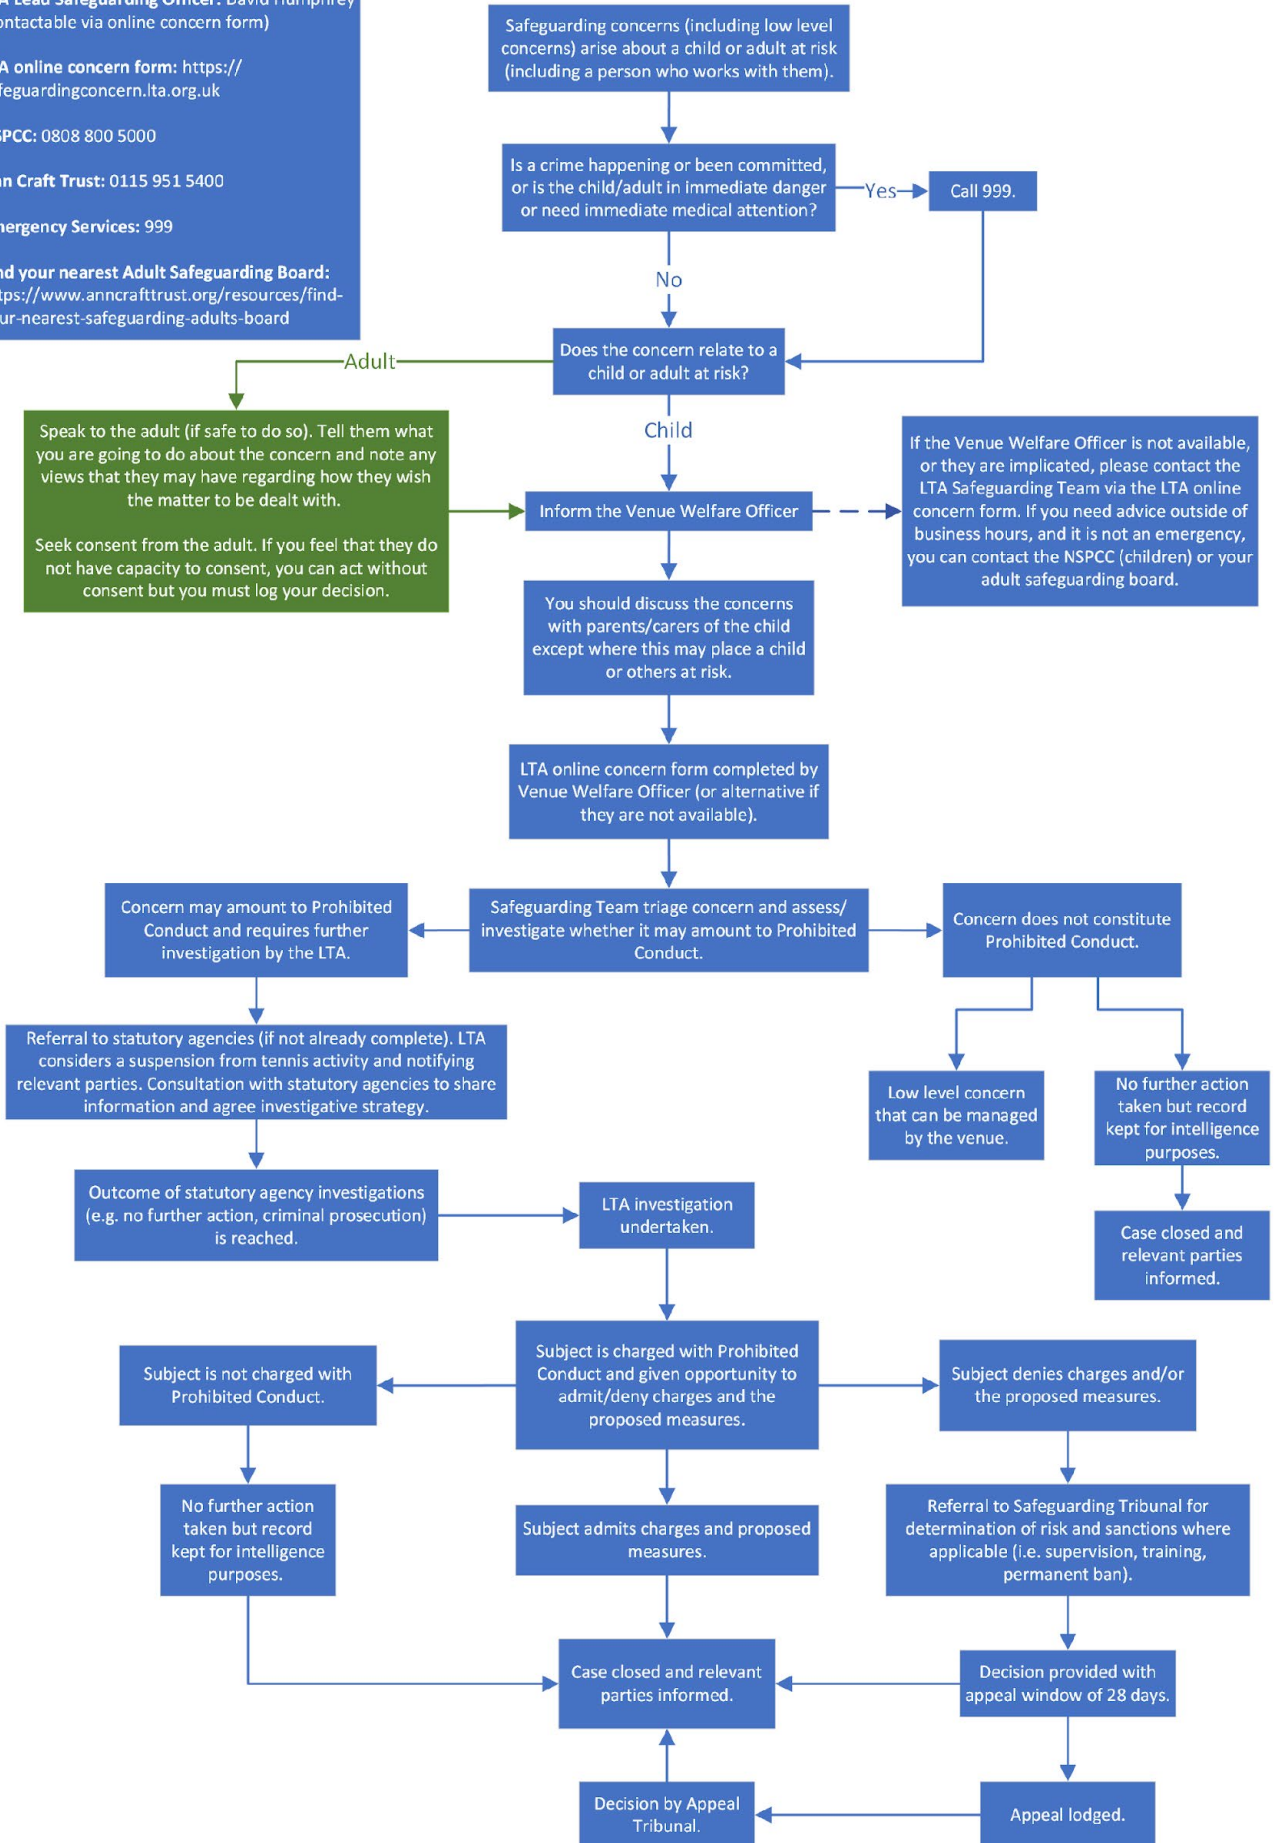 Lead Safeguarding Officer: David Humphrey
contactable via online concern form)
online concern form: https://
safeguardingconcern.lta.org.uk
0808 800 5000
Craft Trust: 0115 951 5400
Services: 999
your nearest Adult Safeguarding Board:
https://www.anncrafttrust.org/resources/find-
your-nearest-safeguarding-adults-board
Safeguarding concerns (including low level
concerns) arise about a child or adult at risk
(including a person who works with them).
Is a crime happening or been committed,
or is the child/adult in immediate danger
or need immediate medical attention?
Yes
Call 999.
No
Does the concern relate to a
child or adult at risk?
Adult
Child
Speak to the adult (if safe to do so). Tell them what
you are going to do about the concern and note any
views that they may have regarding how they wish
the matter to be dealt with.
Seek consent from the adult. If you feel that they do
not have capacity to consent, you can act without
consent but you must log your decision.
Inform the Venue Welfare Officer
If the Venue Welfare Officer is not available,
or they are implicated, please contact the
LTA Safeguarding Team via the LTA online
concern form. If you need advice outside of
business hours, and it is not an emergency,
you can contact the NSPCC (children) or your
adult safeguarding board.
You should discuss the concerns
with parents/carers of the child
except where this may place a child
or others at risk.
LTA online concern form completed by
Venue Welfare Officer (or alternative if
they are not available).
Safeguarding Team triage concern and assess/
investigate whether it may amount to Prohibited
Conduct.
Concern may amount to Prohibited
Conduct and requires further
investigation by the LTA.
Concern does not constitute
Prohibited Conduct.
Referral to statutory agencies (if not already complete). LTA
considers a suspension from tennis activity and notifying
relevant parties. Consultation with statutory agencies to share
information and agree investigative strategy.
Low level concern
that can be managed
by the venue.
No further action
taken but record
kept for intelligence
purposes.
Outcome of statutory agency investigations
(e.g. no further action, criminal prosecution)
is reached.
LTA investigation
undertaken.
Case closed and
relevant parties
informed.
Subject is not charged with
Prohibited Conduct.
Subject is charged with Prohibited
Conduct and given opportunity to
admit/deny charges and the
proposed measures.
Subject denies charges and/or
the proposed measures.
No further action
taken but record
kept for intelligence
purposes.
Subject admits charges and proposed
measures.
Referral to Safeguarding Tribunal for
determination of risk and sanctions where
applicable (i.e. supervision, training,
permanent ban).
Case closed and relevant
parties informed.
Decision provided with
appeal window of 28 days.
Decision by Appeal
Tribunal.
Appeal lodged.